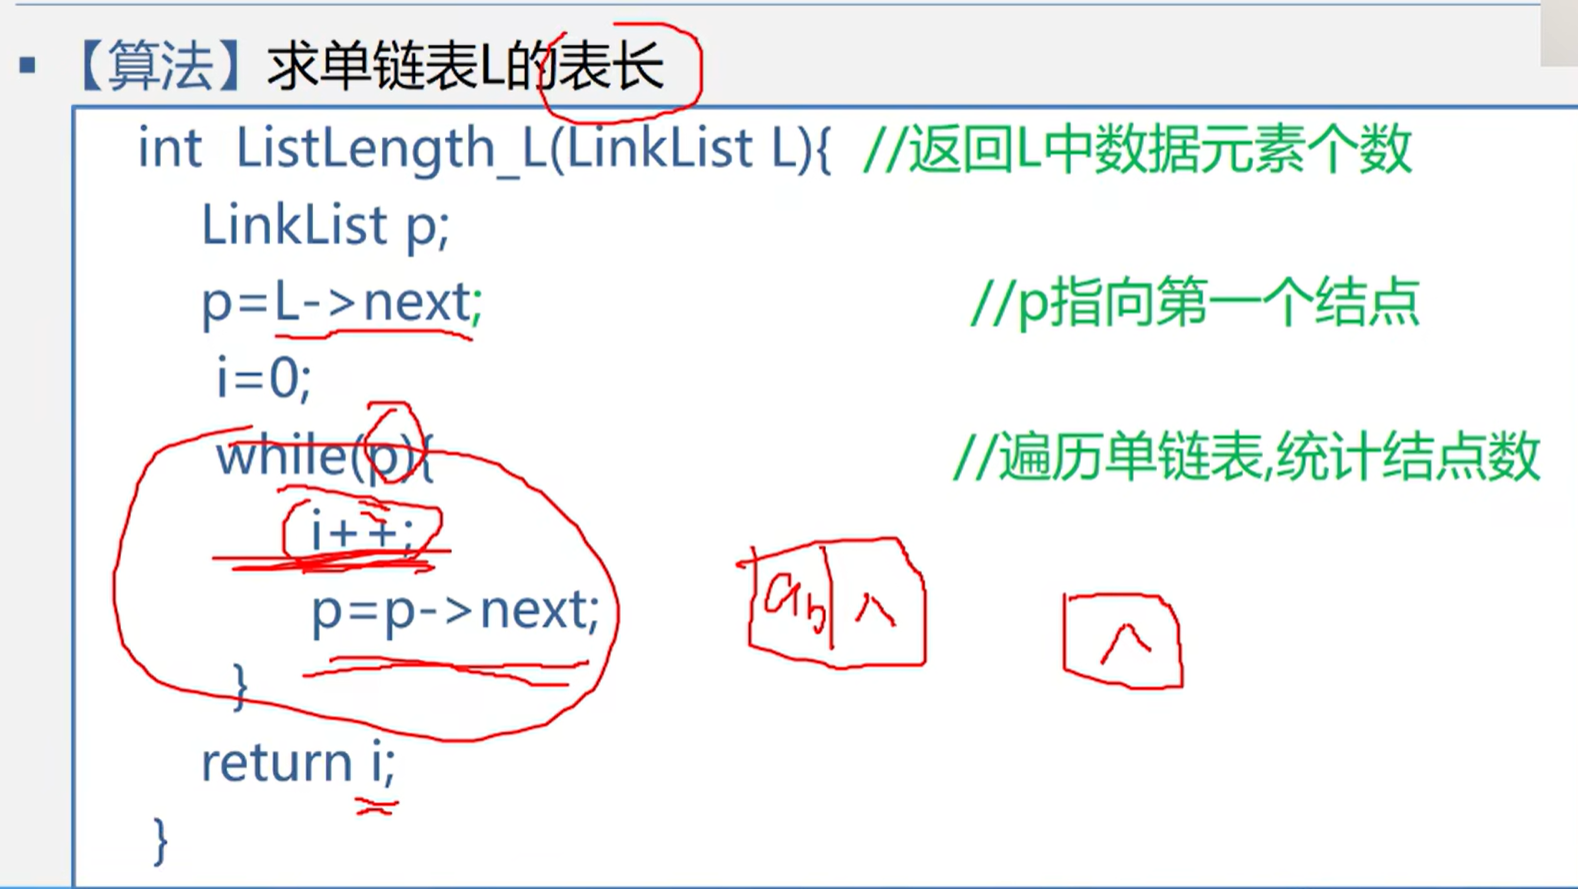 【算法】求单链表L的表长
int ListLength_L(LinkList L){ //返回L中数据元素个数
LinkList p;
p=L->next; //p指向第一个结点
i=0;
while(p){ //遍历单链表,统计结点数
i++;
p=p->next;
}
return i;
}
an ^
^